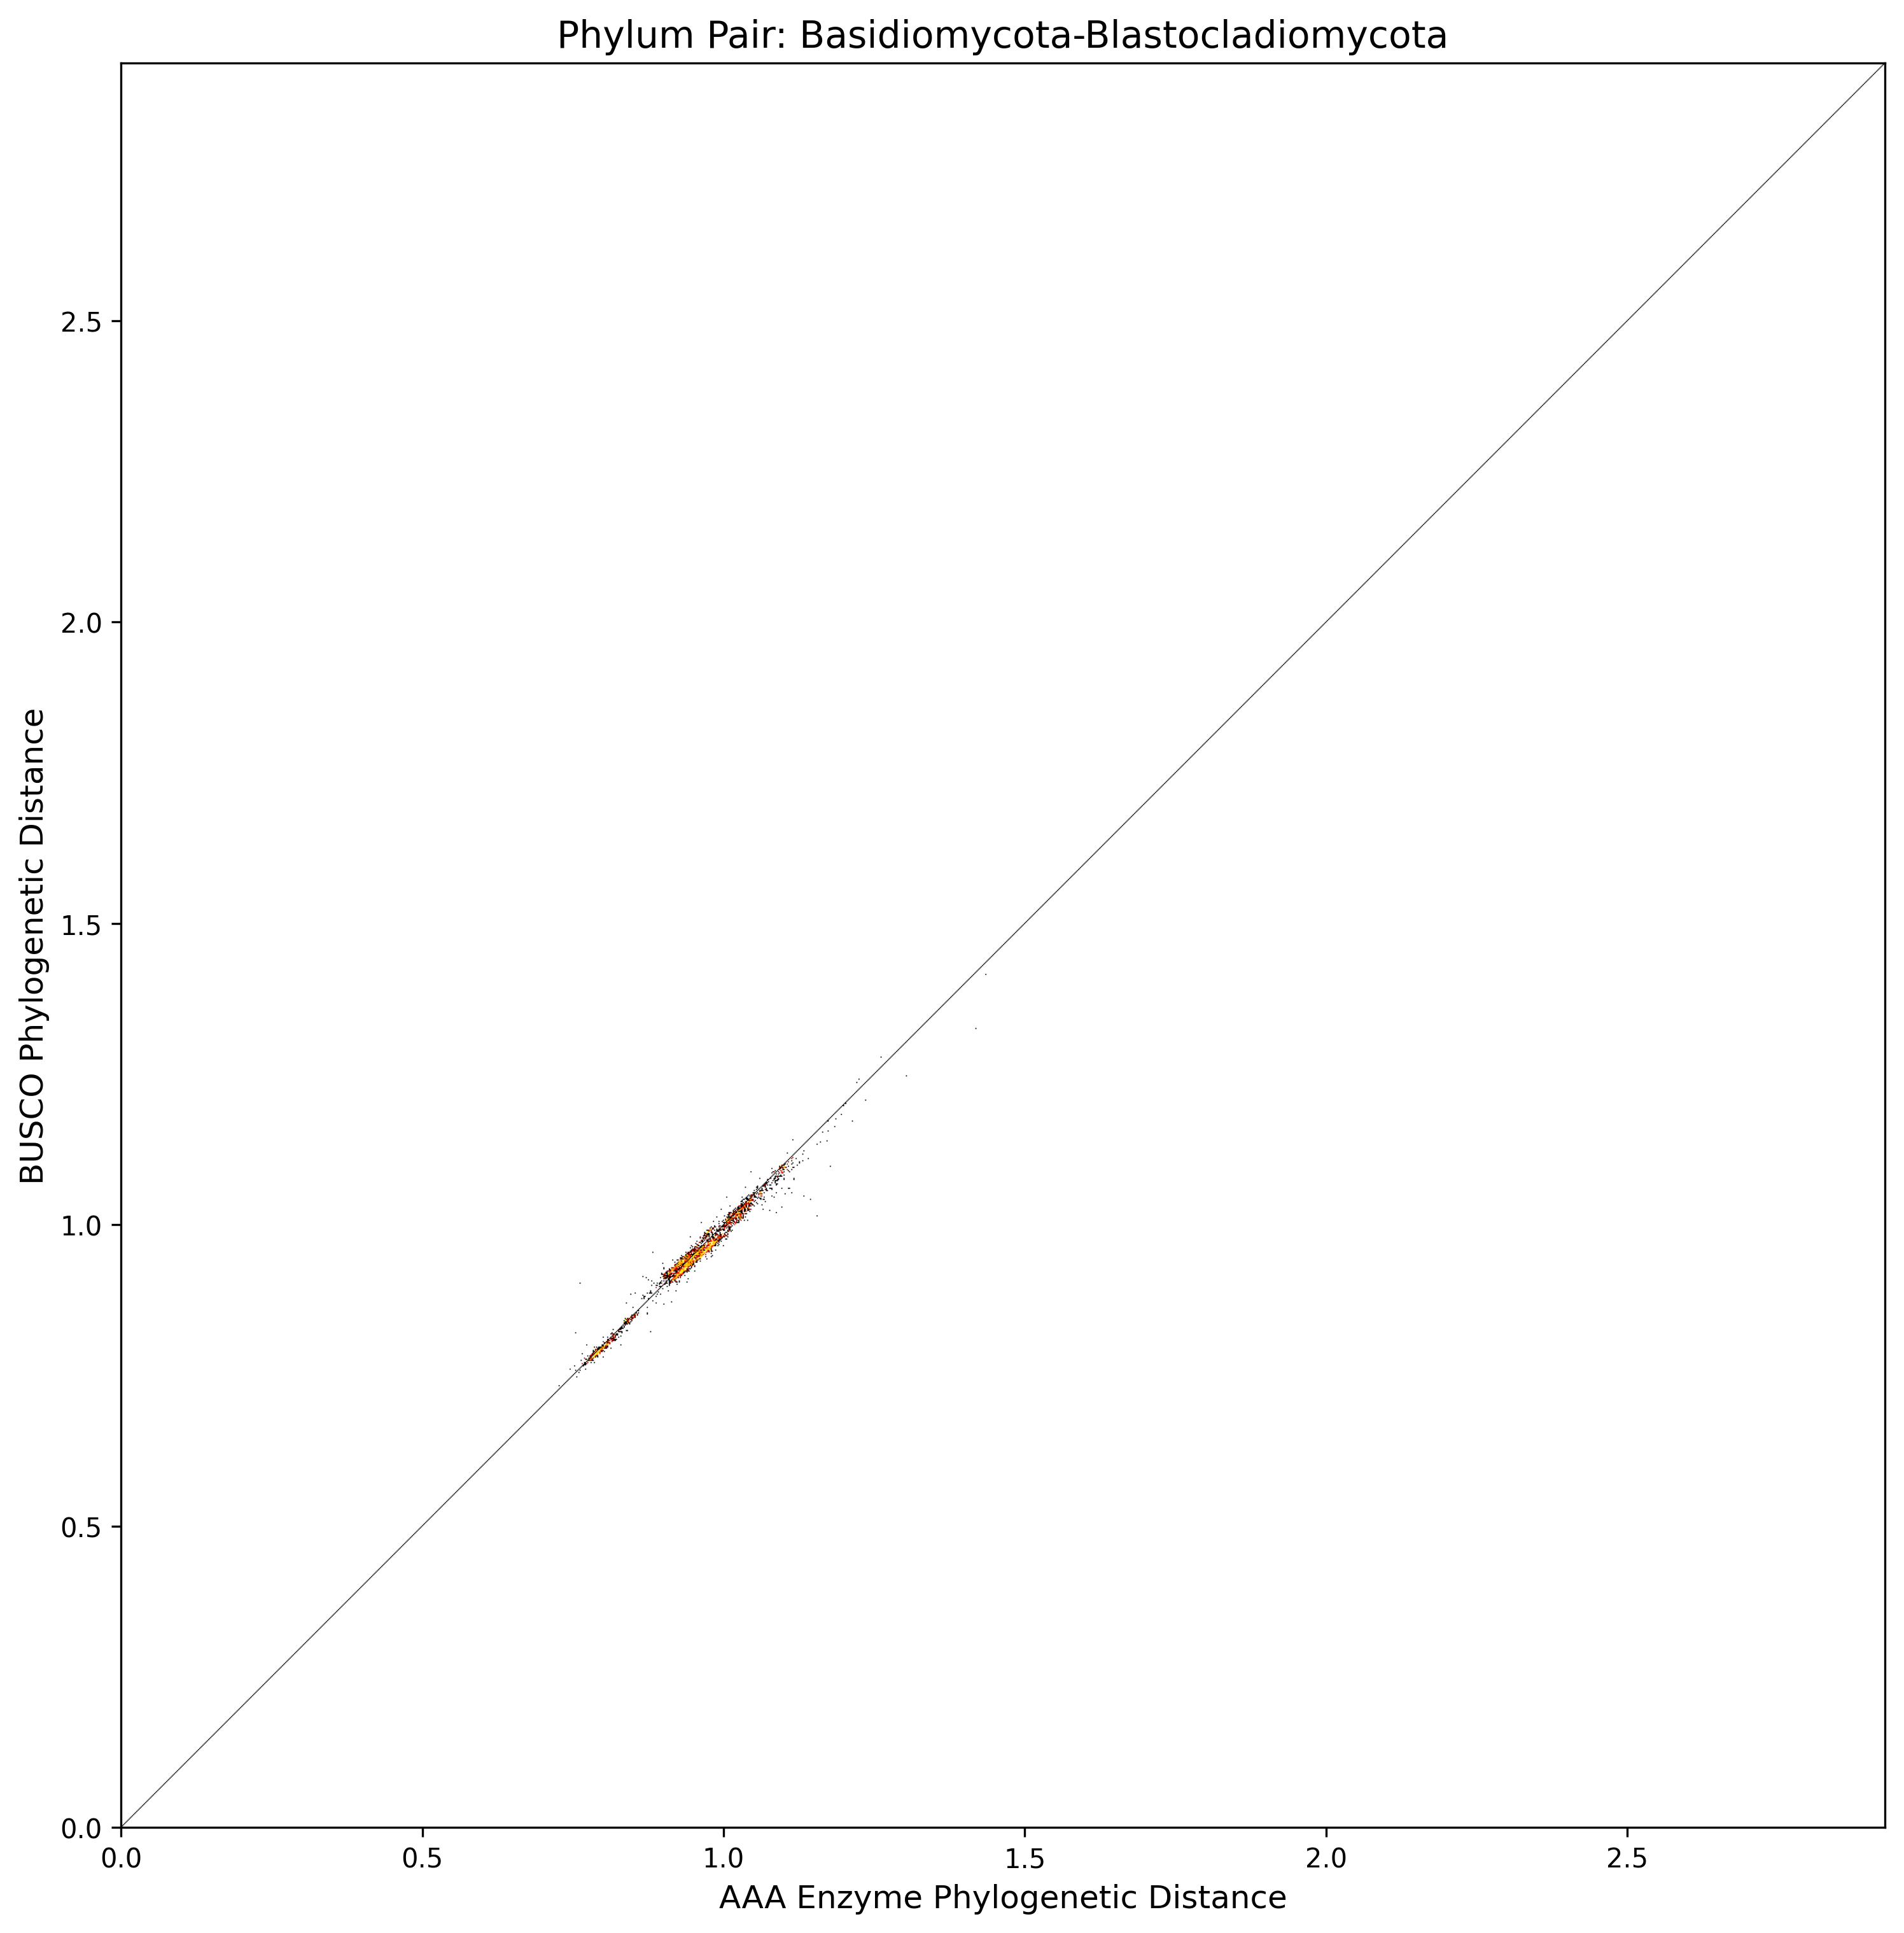 Phylum Pair: Basidiomycota-Blastocladiomycota
BUSCO Phylogenetic Distance
2.5
2.0
1.5
1.0
0.5
0.0
0.0 0.5 1.0 1.5 2.0 2.5
AAA Enzyme Phylogenetic Distance